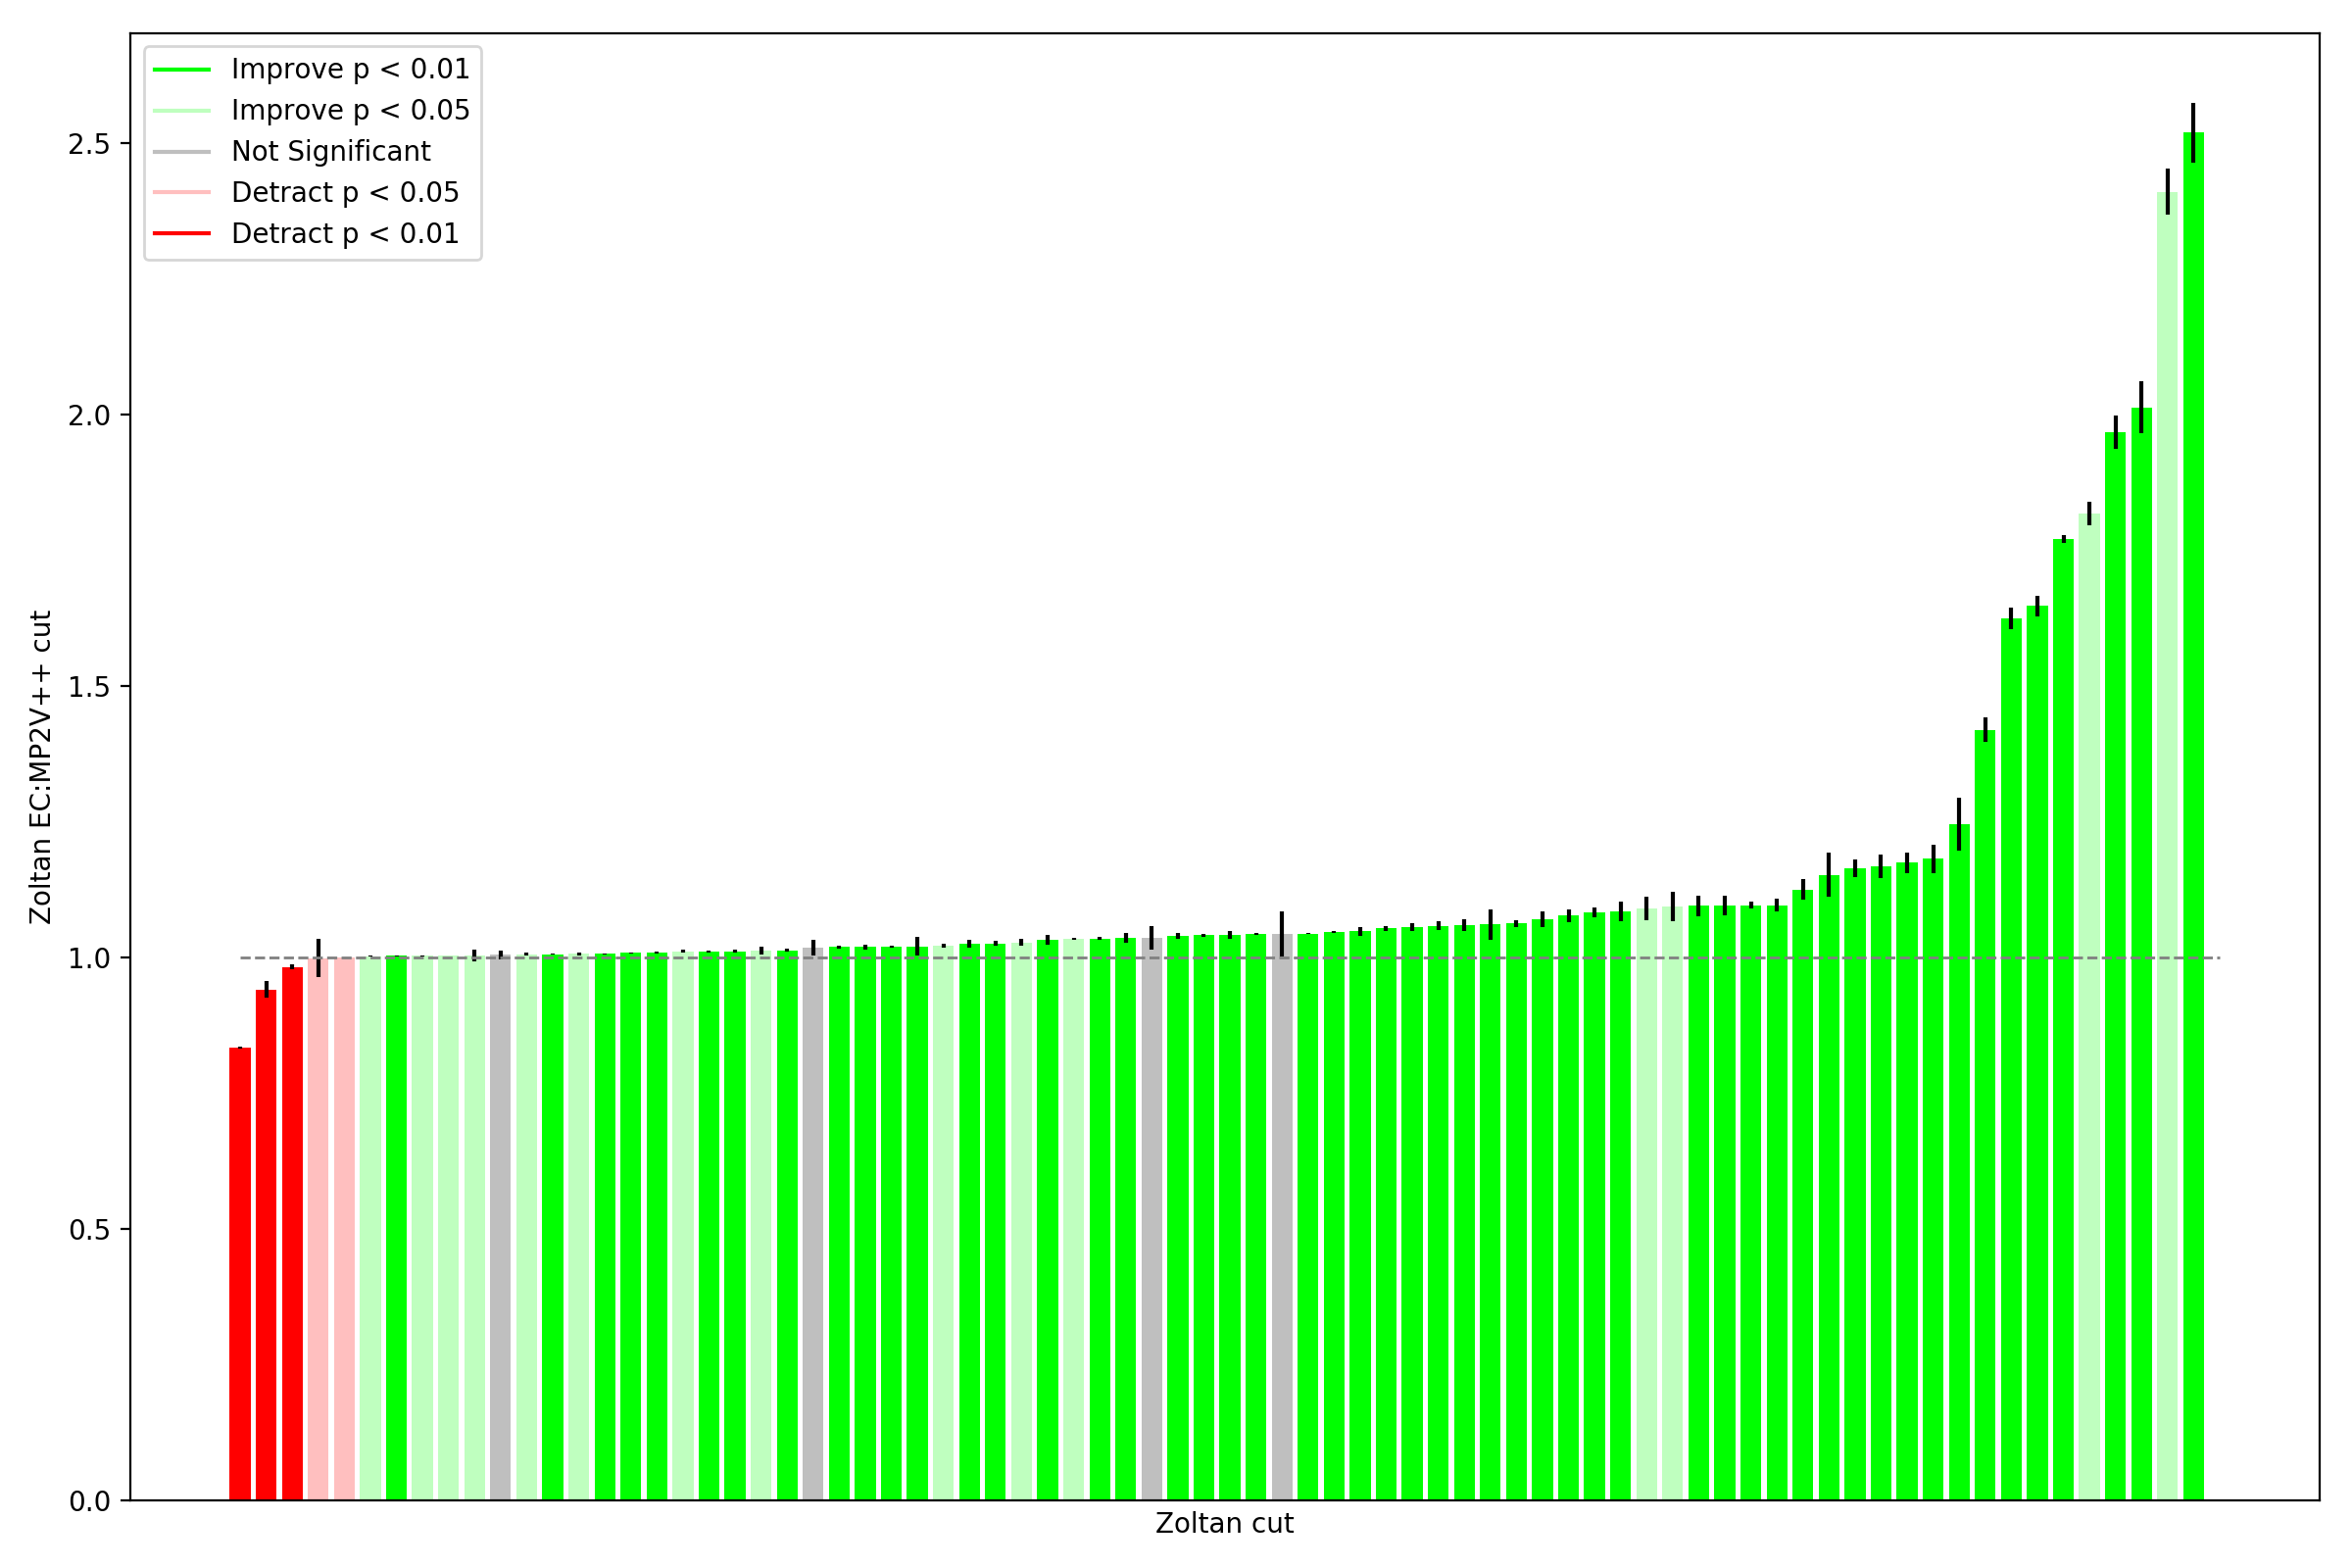 Improve p < 0.01
Improve p < 0.05
Not Significant
Detract p < 0.05
Detract p < 0.01
2.5
2.0
1.5
1.0
0.5
0.0
Zoltan EC:MP2V++ cut
Zoltan cut